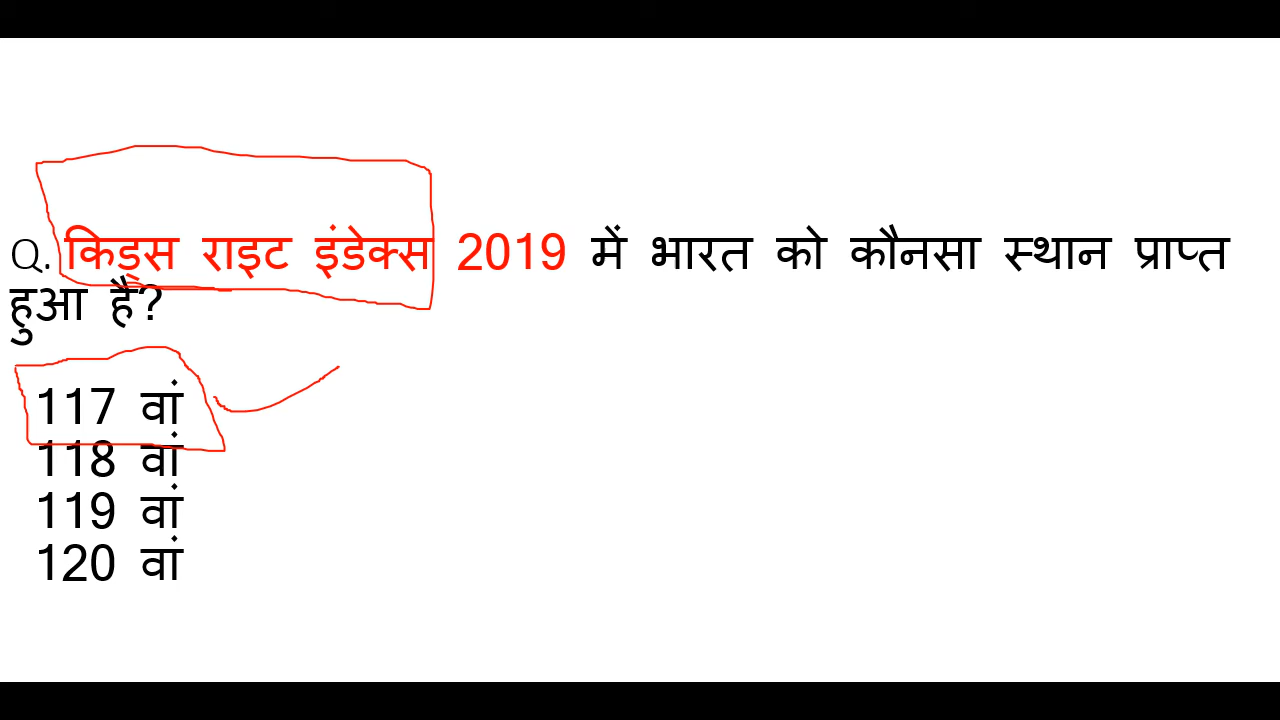 Q. किड्स राइट इंडेक्स 2019 में भारत को कौनसा स्थान प्राप्त
हुआ है?
117 वां
118 वां
119 वां
120 वां